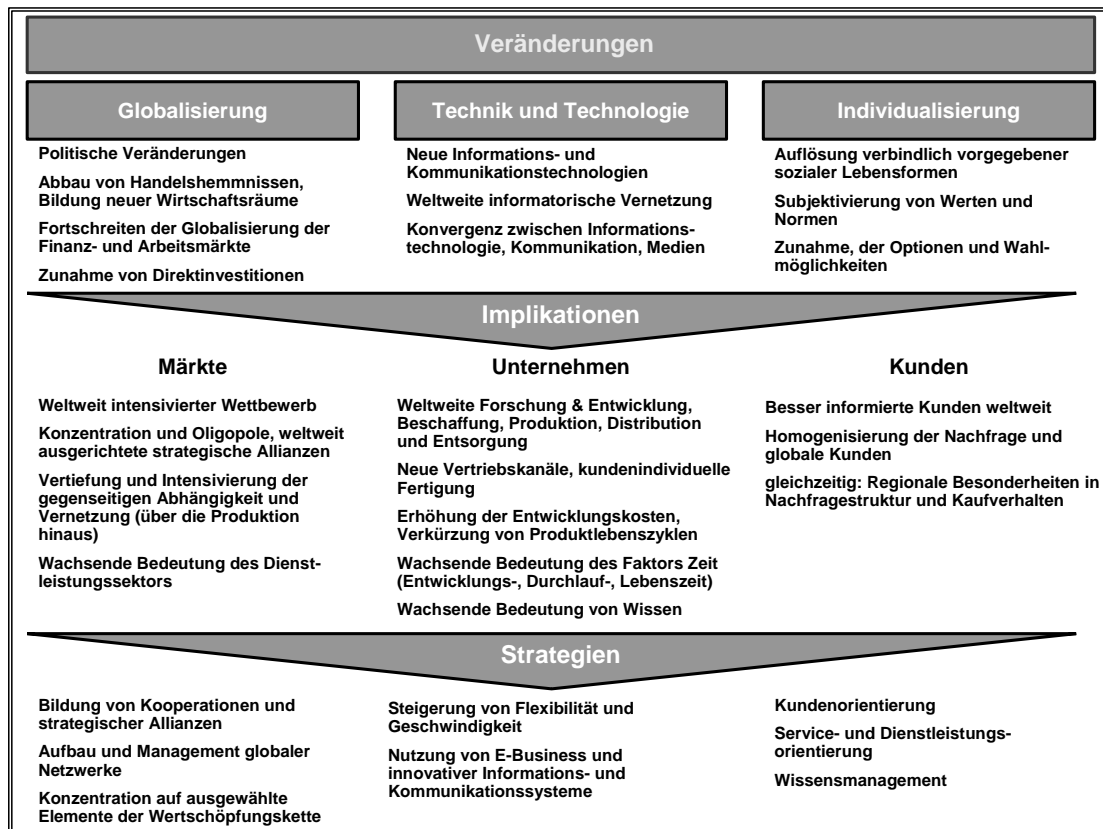 Veränderungen
Globalisierung
Politische Veränderungen
Abbau von Handelshemmnissen,
Bildung neuer Wirtschaftsräume
Fortschreiten der Globalisierung der
Finanz- und Arbeitsmärkte
Zunahme von Direktinvestitionen
Technik und Technologie
Neue Informations- und
Kommunikationstechnologien
Weltweite informatorische Vernetzung
Konvergenz zwischen Informations-
technologie, Kommunikation, Medien
Individualisierung
Auflösung verbindlich vorgegebener
sozialer Lebensformen
Subjektivierung von Werten und
Normen
Zunahme, der Optionen und Wahl-
möglichkeiten
Implikationen
Märkte
Weltweit intensivierter Wettbewerb
Konzentration und Oligopole, weltweit
ausgerichtete strategische Allianzen
Vertiefung und Intensivierung der
gegenseitigen Abhängigkeit und
Vernetzung (über die Produktion
hinaus)
Wachsende Bedeutung des Dienst-
leistungssektors
Unternehmen
Weltweite Forschung & Entwicklung,
Beschaffung, Produktion, Distribution
und Entsorgung
Neue Vertriebskanäle, kundenindividuelle
Fertigung
Erhöhung der Entwicklungskosten,
Verkürzung von Produktlebenszyklen
Wachsende Bedeutung des Faktors Zeit
(Entwicklungs-, Durchlauf-, Lebenszeit)
Wachsende Bedeutung von Wissen
Kunden
Besser informierte Kunden weltweit
Homogenisierung der Nachfrage und
globale Kunden
gleichzeitig: Regionale Besonderheiten in
Nachfragestruktur und Kaufverhalten
Strategien
Bildung von Kooperationen und
strategischer Allianzen
Aufbau und Management globaler
Netzwerke
Konzentration auf ausgewählte
Elemente der Wertschöpfungskette
Steigerung von Flexibilität und
Geschwindigkeit
Nutzung von E-Business und
innovativer Informations- und
Kommunikationssysteme
Kundenorientierung
Service- und Dienstleistungs-
orientierung
Wissensmanagement